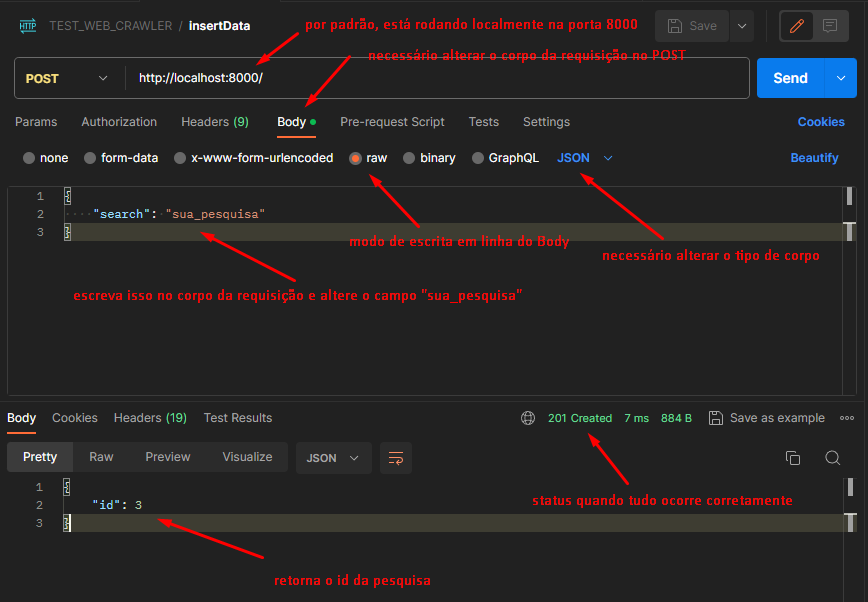 HTTP TEST_WEB_CRAWLER / insertData
Save
por padrão, está rodando localmente na porta 8000
necessário alterar o corpo da requisição no POST
POST http://localhost:8000/ Send
Params Authorization Headers (9) Body Pre-request Script Tests Settings Cookies
none form-data x-www-form-urlencoded raw binary GraphQL JSON Beautify
1 {
2 "search": "sua_pesquisa"
3 }
modo de escrita em linha do Body
necessário alterar o tipo de corpo
escreva isso no corpo da requisição e altere o campo "sua_pesquisa"
Body Cookies Headers (19) Test Results 201 Created 7 ms 884 B Save as example
Pretty Raw Preview Visualize JSON
1 {
2 "id": 3
3 }
status quando tudo ocorre corretamente
retorna o id da pesquisa